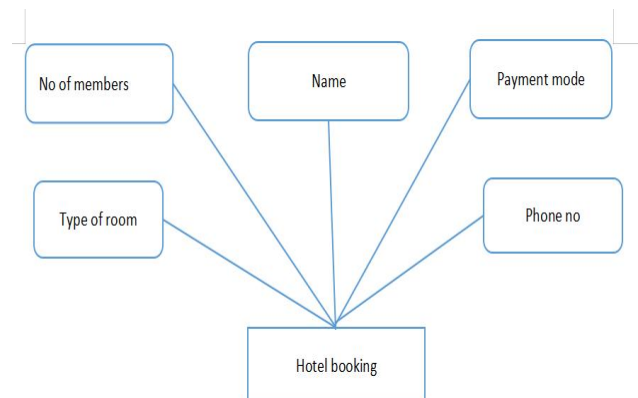 No of members
Name
Payment mode
Type of room
Phone no
Hotel booking